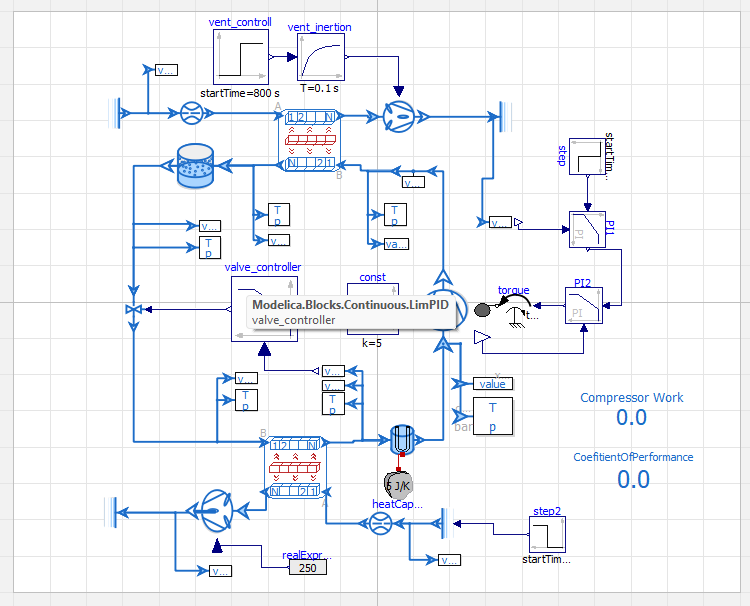 vent_controll
vent_inertion
startTime=800 s
T=0.1 s
v...
A
1 2 N
N 2 1
B
v...
step
startTim...
T
p
v...
T
p
va...
v...
PI1
PI
v...
T
p
valve_controller
const
Modelica.Blocks.Continuous.LimPID
valve_controller
k=5
torque
t...
PI2
PI
v...
T
p
v...
v...
T
p
value
T
p
bar
Compressor Work
0.0
CoefitientOfPerformance
0.0
B
1 2 N
N 2 1
A
5 J/K
heatCap...
step2
startTim...
realExpr...
250
v...
v...